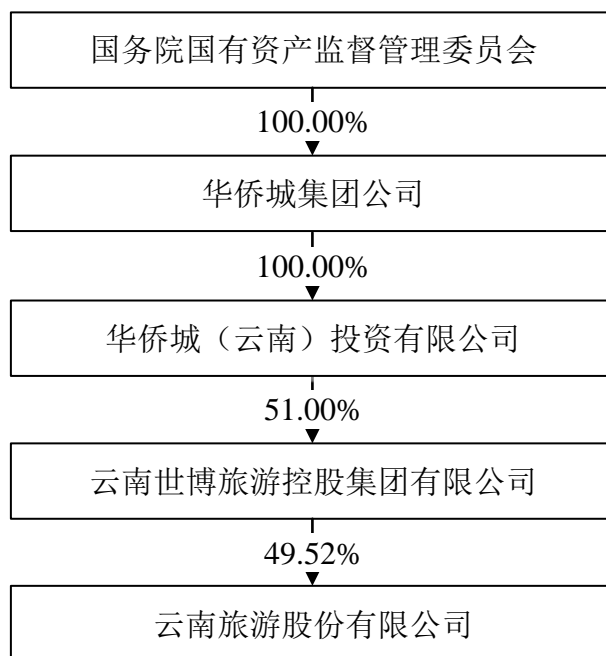 国务院国有资产监督管理委员会
100.00%
华侨城集团公司
100.00%
华侨城（云南）投资有限公司
51.00%
云南世博旅游控股集团有限公司
49.52%
云南旅游股份有限公司